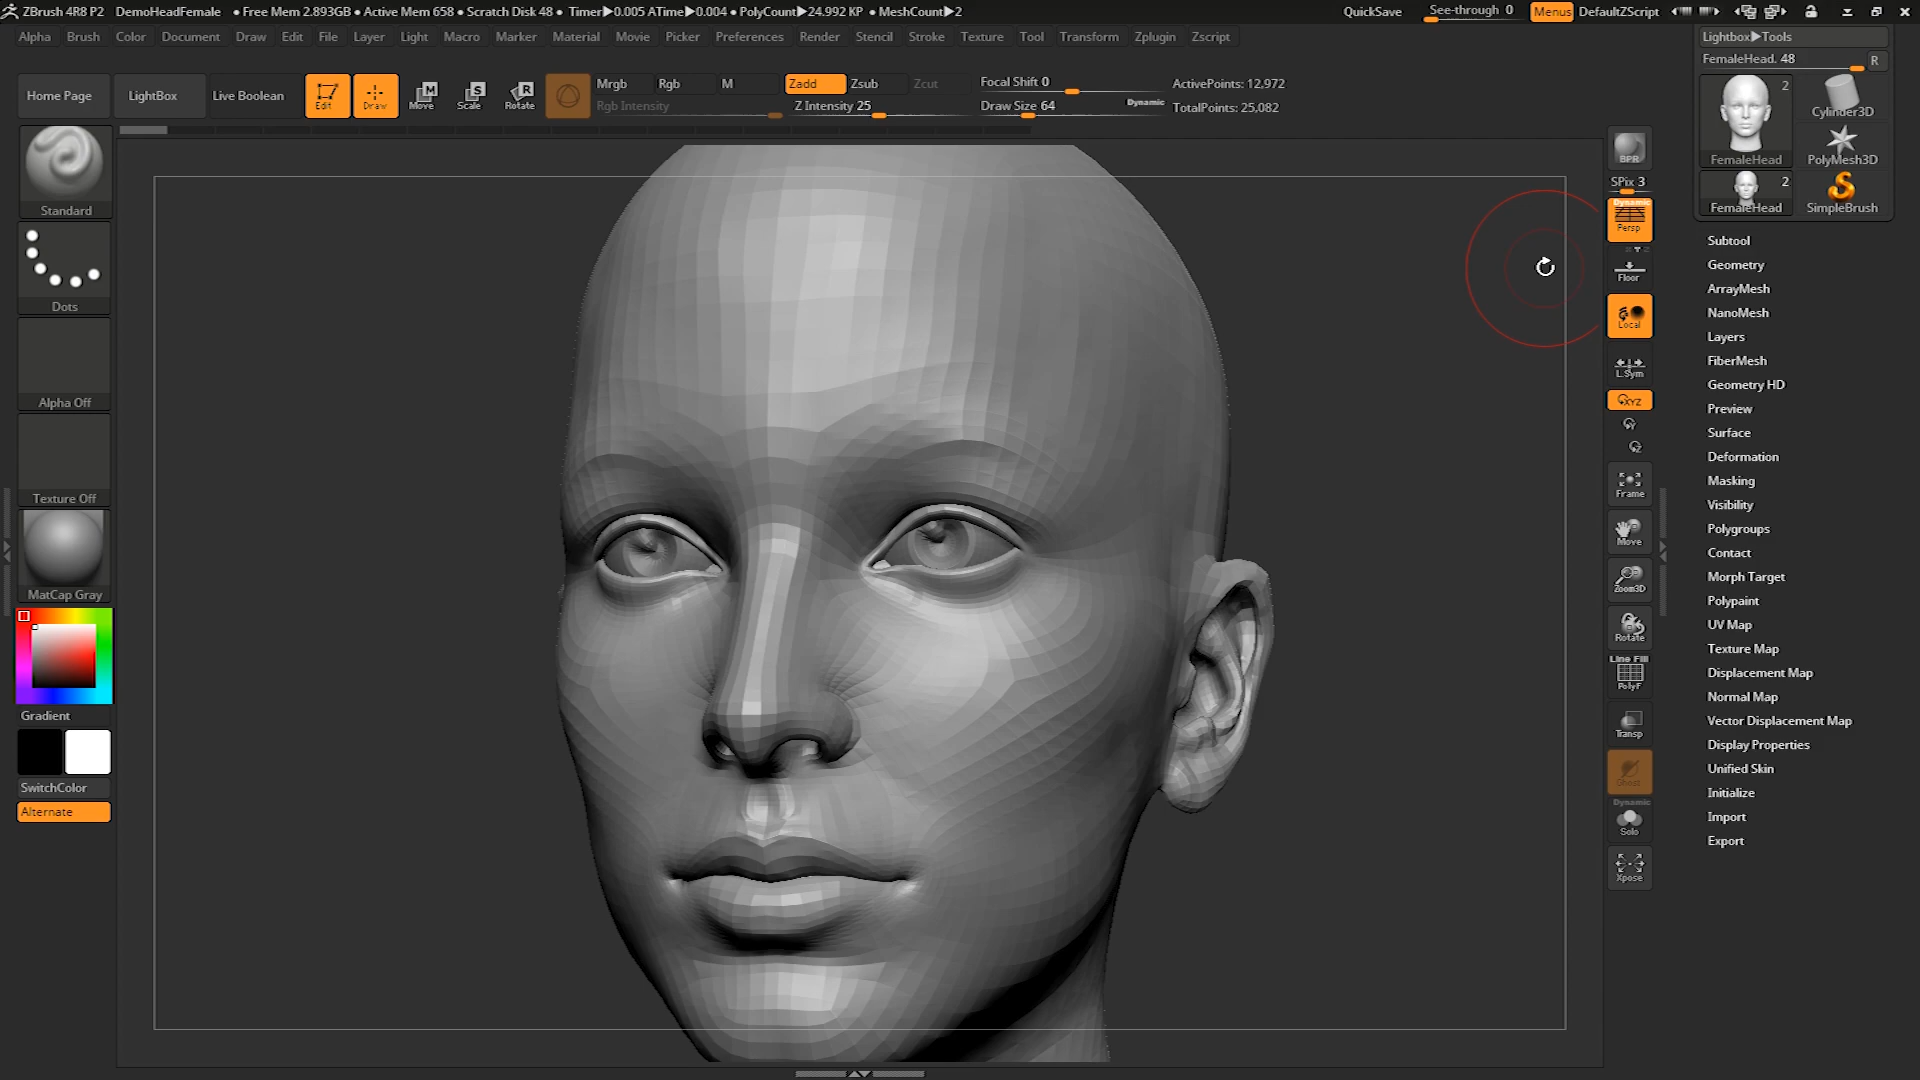 ZBrush 4R8 P2 DemoHeadFemale • Free Mem 2.893GB • Active Mem 658 • Scratch Disk 48 • Timer▶0.005 ATime▶0.004 • PolyCount▶24.992 KP • MeshCount▶2 QuickSave See-through 0 Menus DefaultZScript
Alpha Brush Color Document Draw Edit File Layer Light Macro Marker Material Movie Picker Preferences Render Stencil Stroke Texture Tool Transform Zplugin Zscript
Lightbox▶Tools
FemaleHead. 48 R
Home Page LightBox Live Boolean Edit Draw Move Scale Rotate
M S R
Mrgb Rgb M Zadd Zsub Zcut Focal Shift 0 ActivePoints: 12,972
Rgb Intensity Z Intensity 25 Draw Size 64 Dynamic TotalPoints: 25,082
2
FemaleHead
Cylinder3D
PolyMesh3D
2
FemaleHead
SimpleBrush
Standard
Dots
Alpha Off
Texture Off
MatCap Gray
Gradient
SwitchColor
Alternate
BPR
SPix 3
Dynamic
Persp
Floor
Local
L.Sym
XYZ
Y
Z
Frame
Move
Zoom3D
Rotate
Line Fill
PolyF
Transp
Ghost
Dynamic
Solo
Xpose
Subtool
Geometry
ArrayMesh
NanoMesh
Layers
FiberMesh
Geometry HD
Preview
Surface
Deformation
Masking
Visibility
Polygroups
Contact
Morph Target
Polypaint
UV Map
Texture Map
Displacement Map
Normal Map
Vector Displacement Map
Display Properties
Unified Skin
Initialize
Import
Export